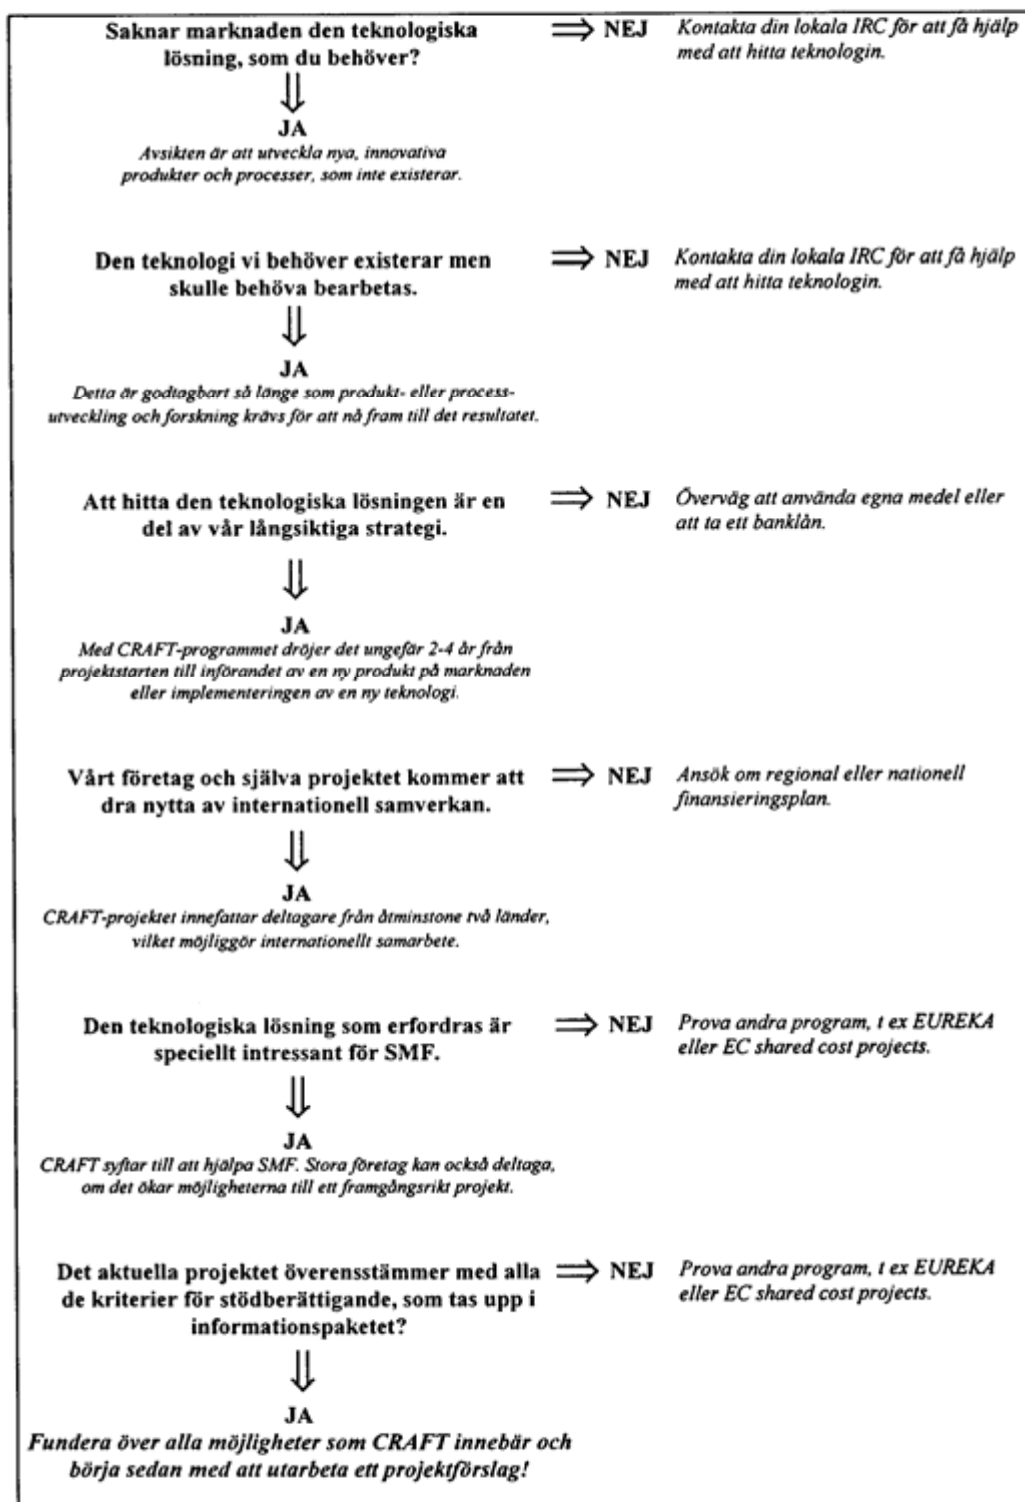 Saknar marknaden den teknologiska
lösning, som du behöver?
⇒ NEJ
Kontakta din lokala IRC för att få hjälp
med att hitta teknologin.
JA
Avsikten är att utveckla nya, innovativa
produkter och processer, som inte existerar.
Den teknologi vi behöver existerar men
skulle behöva bearbetas.
⇒ NEJ
Kontakta din lokala IRC för att få hjälp
med att hitta teknologin.
JA
Detta är godtagbart så länge som produkt- eller process-
utveckling och forskning krävs för att nå fram till det resultatet.
Att hitta den teknologiska lösningen är en
del av vår långsiktiga strategi.
⇒ NEJ
Överväg att använda egna medel eller
att ta ett banklån.
JA
Med CRAFT-programmet dröjer det ungefär 2-4 år från
projektstarten till införandet av en ny produkt på marknaden
eller implementeringen av en ny teknologi.
Vårt företag och själva projektet kommer att
dra nytta av internationell samverkan.
⇒ NEJ
Ansök om regional eller nationell
finansieringsplan.
JA
CRAFT-projektet innefattar deltagare från åtminstone två länder,
vilket möjliggör internationellt samarbete.
Den teknologiska lösning som erfordras är
speciellt intressant för SMF.
⇒ NEJ
Prova andra program, t ex EUREKA
eller EC shared cost projects.
JA
CRAFT syftar till att hjälpa SMF. Stora företag kan också deltaga,
om det ökar möjligheterna till ett framgångsrikt projekt.
Det aktuella projektet överensstämmer med alla
de kriterier för stödberättigande, som tas upp i
informationspaketet?
⇒ NEJ
Prova andra program, t ex EUREKA
eller EC shared cost projects.
JA
Fundera över alla möjligheter som CRAFT innebär och
börja sedan med att utarbeta ett projektförslag!